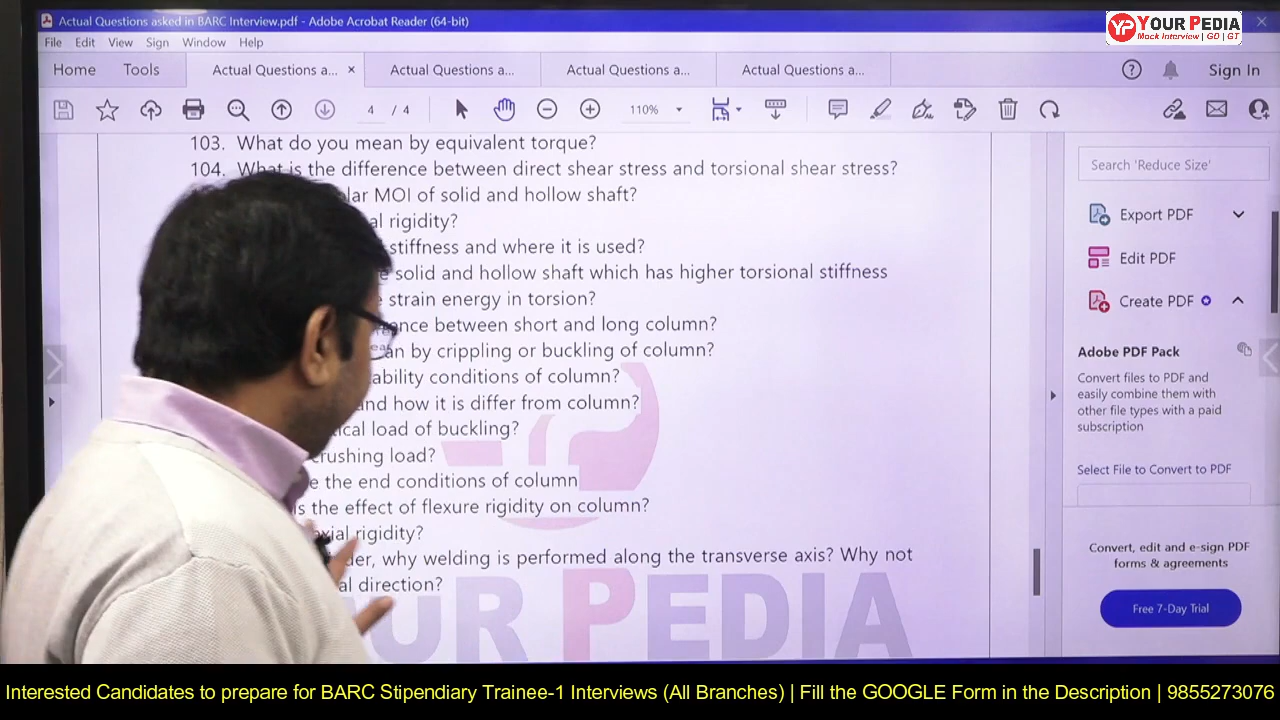 Actual Questions asked in BARC Interview.pdf - Adobe Acrobat Reader (64-bit)
YP YOUR PEDIA
Mock Interview | GD | GT
File Edit View Sign Window Help
Home Tools Actual Questions a... × Actual Questions a... Actual Questions a... Actual Questions a... Sign In
4 / 4 110%
103. What do you mean by equivalent torque?
104. What is the difference between direct shear stress and torsional shear stress?
lar MOI of solid and hollow shaft?
al rigidity?
stiffness and where it is used?
e solid and hollow shaft which has higher torsional stiffness
e strain energy in torsion?
ence between short and long column?
ean by crippling or buckling of column?
ability conditions of column?
and how it is differ from column?
tical load of buckling?
crushing load?
e the end conditions of column
is the effect of flexure rigidity on column?
axial rigidity?
der, why welding is performed along the transverse axis? Why not
al direction?
OUR PEDIA
Search 'Reduce Size'
Export PDF
Edit PDF
Create PDF
Adobe PDF Pack
Convert files to PDF and
easily combine them with
other file types with a paid
subscription
Select File to Convert to PDF
Convert, edit and e-sign PDF
forms & agreements
Free 7-Day Trial
Interested Candidates to prepare for BARC Stipendiary Trainee-1 Interviews (All Branches) | Fill the GOOGLE Form in the Description | 9855273076